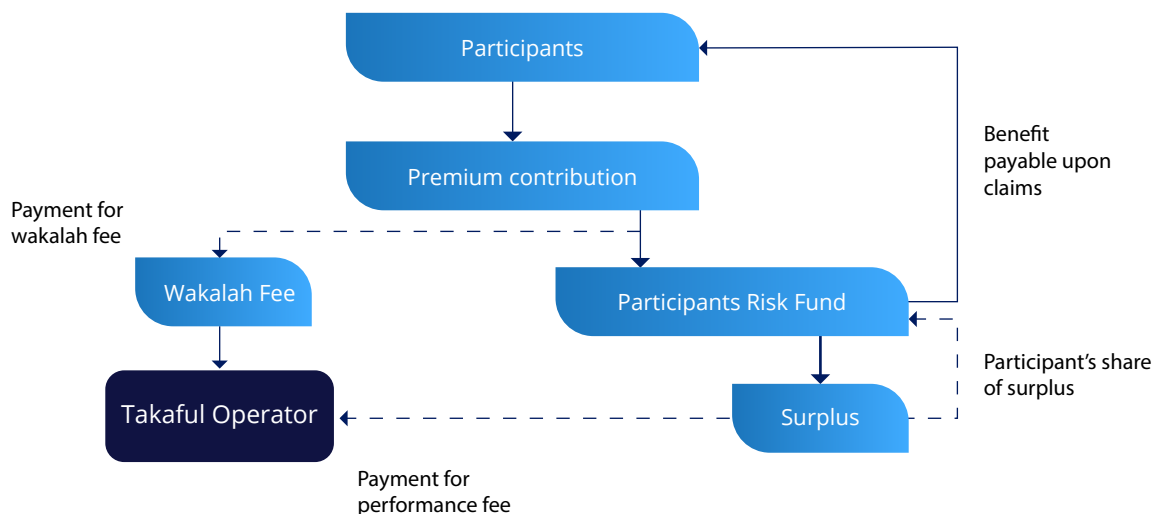 Participants
Benefit
payable upon
claims
Premium contribution
Payment for
wakalah fee
Wakalah Fee
Participants Risk Fund
Participant’s share
of surplus
Takaful Operator
Surplus
Payment for
performance fee